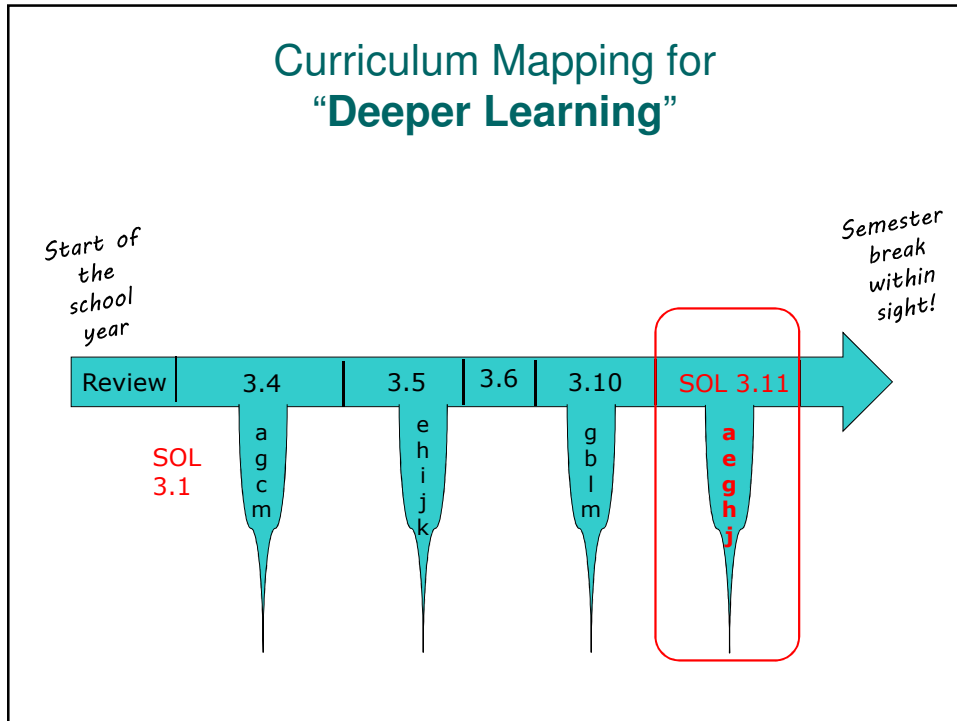 Curriculum Mapping for
“Deeper Learning”
Start of
the
school
year
Semester
break
within
sight!
Review
3.4
3.5
3.6
3.10
SOL 3.11
SOL
3.1
a
g
c
m
e
h
i
j
k
g
b
l
m
a
e
g
h
j